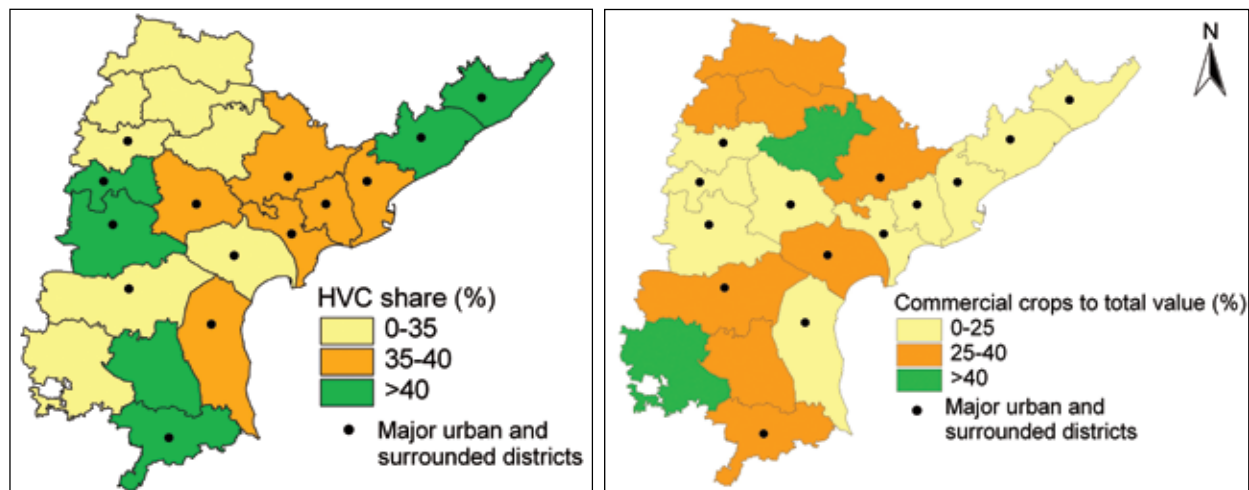 HVC share (%)
0-35
35-40
>40
Major urban and
surrounded districts
N
Commercial crops to total value (%)
0-25
25-40
>40
Major urban and
surrounded districts